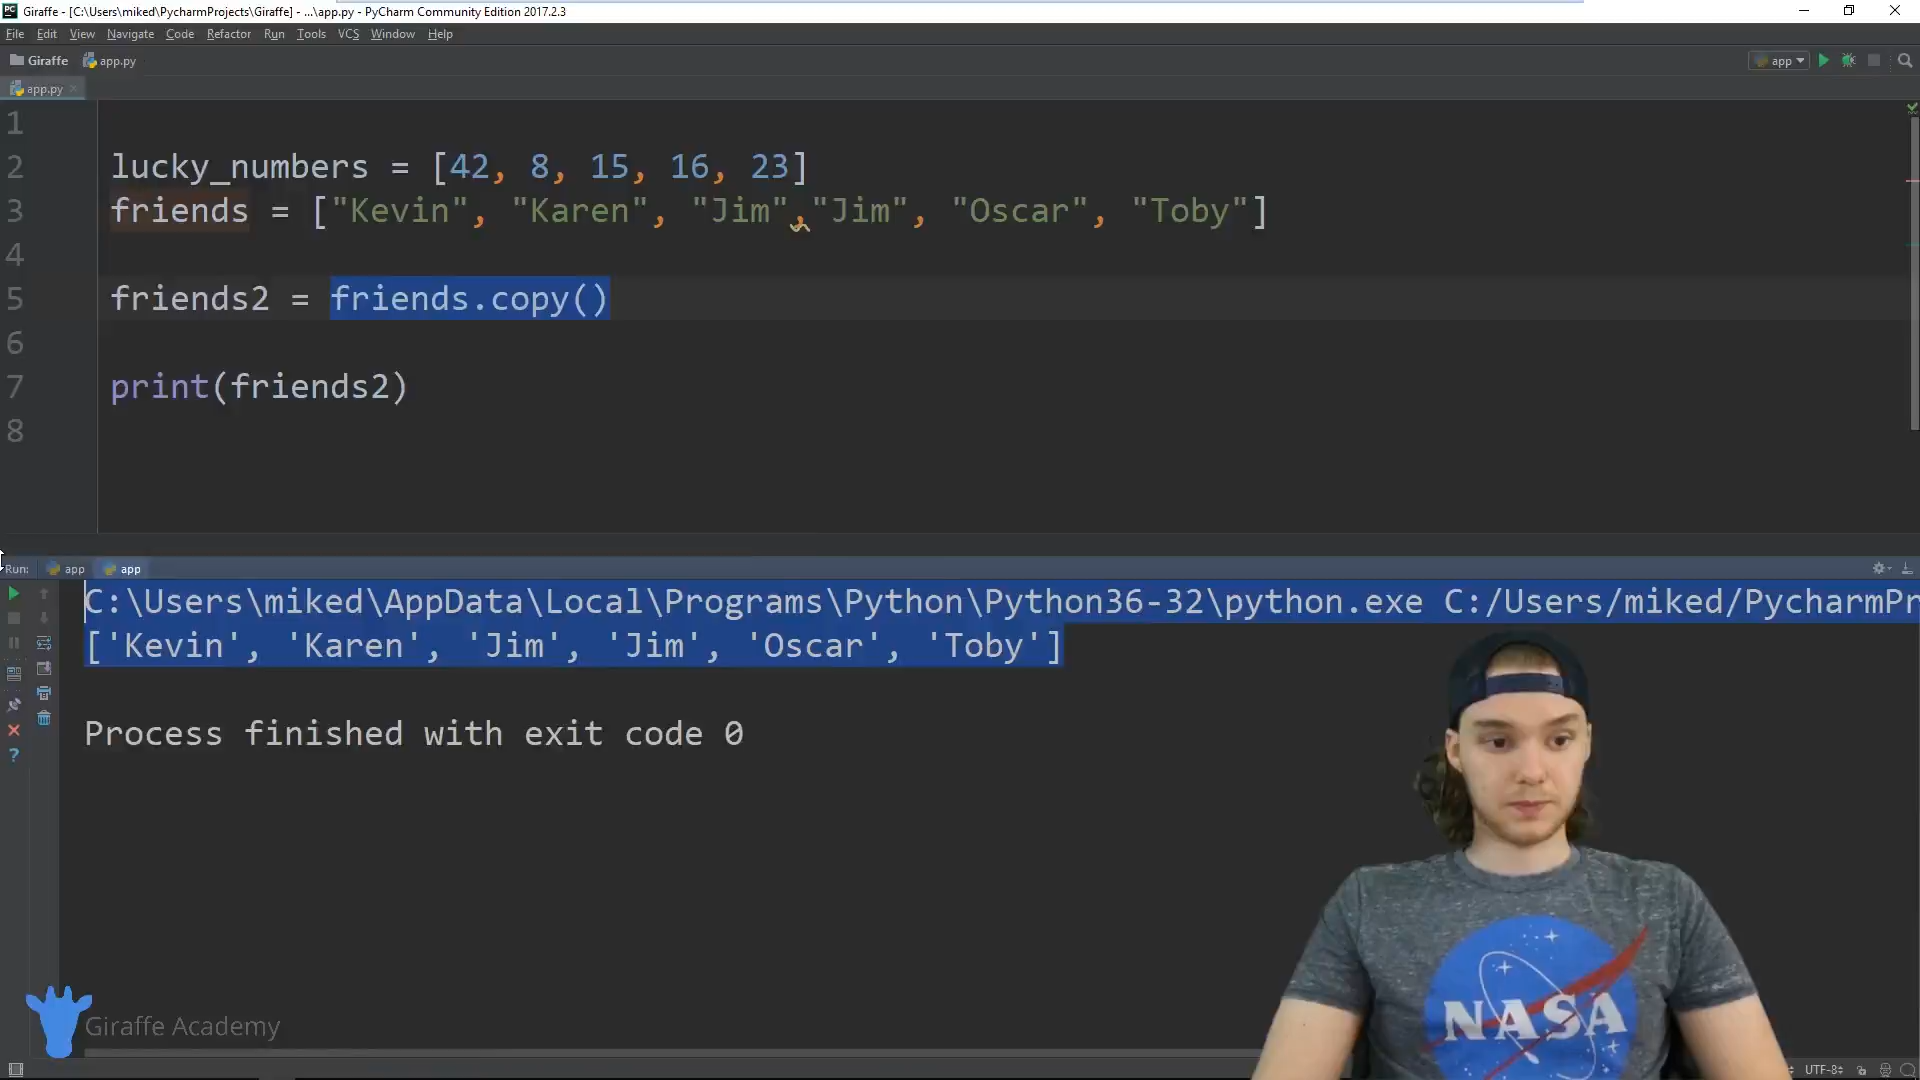 PC Giraffe - [C:\Users\miked\PycharmProjects\Giraffe] - ...\app.py - PyCharm Community Edition 2017.2.3
File Edit View Navigate Code Refactor Run Tools VCS Window Help
Giraffe app.py app
app.py
1
2 lucky_numbers = [42, 8, 15, 16, 23]
3 friends = ["Kevin", "Karen", "Jim","Jim", "Oscar", "Toby"]
4
5 friends2 = friends.copy()
6
7 print(friends2)
8
Run: app app
C:\Users\miked\AppData\Local\Programs\Python\Python36-32\python.exe C:/Users/miked/PycharmPr
['Kevin', 'Karen', 'Jim', 'Jim', 'Oscar', 'Toby']
Process finished with exit code 0
NASA
Giraffe Academy
UTF-8